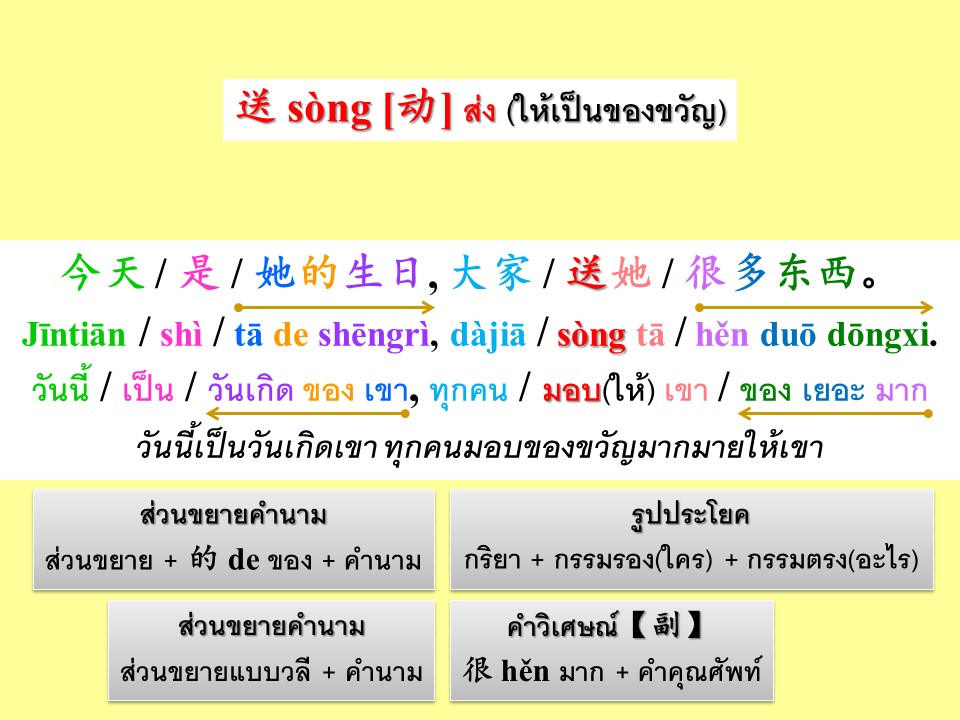 送 sòng [动] ส่ง (ให้เป็นของขวัญ)
今天 / 是 / 她的生日, 大家 / 送她 / 很多东西。
Jīntiān / shì / tā de shēngrì, dàjiā / sòng tā / hěn duō dōngxi.
วันนี้ / เป็น / วันเกิด ของ เขา, ทุกคน / มอบ(ให้) เขา / ของ เยอะ มาก
วันนี้เป็นวันเกิดเขา ทุกคนมอบของขวัญมากมายให้เขา
ส่วนขยายคำนาม
ส่วนขยาย + 的 de ของ + คำนาม
รูปประโยค
กริยา + กรรมรอง(ใคร) + กรรมตรง(อะไร)
ส่วนขยายคำนาม
ส่วนขยายแบบวลี + คำนาม
คำวิเศษณ์【副】
很 hěn มาก + คำคุณศัพท์